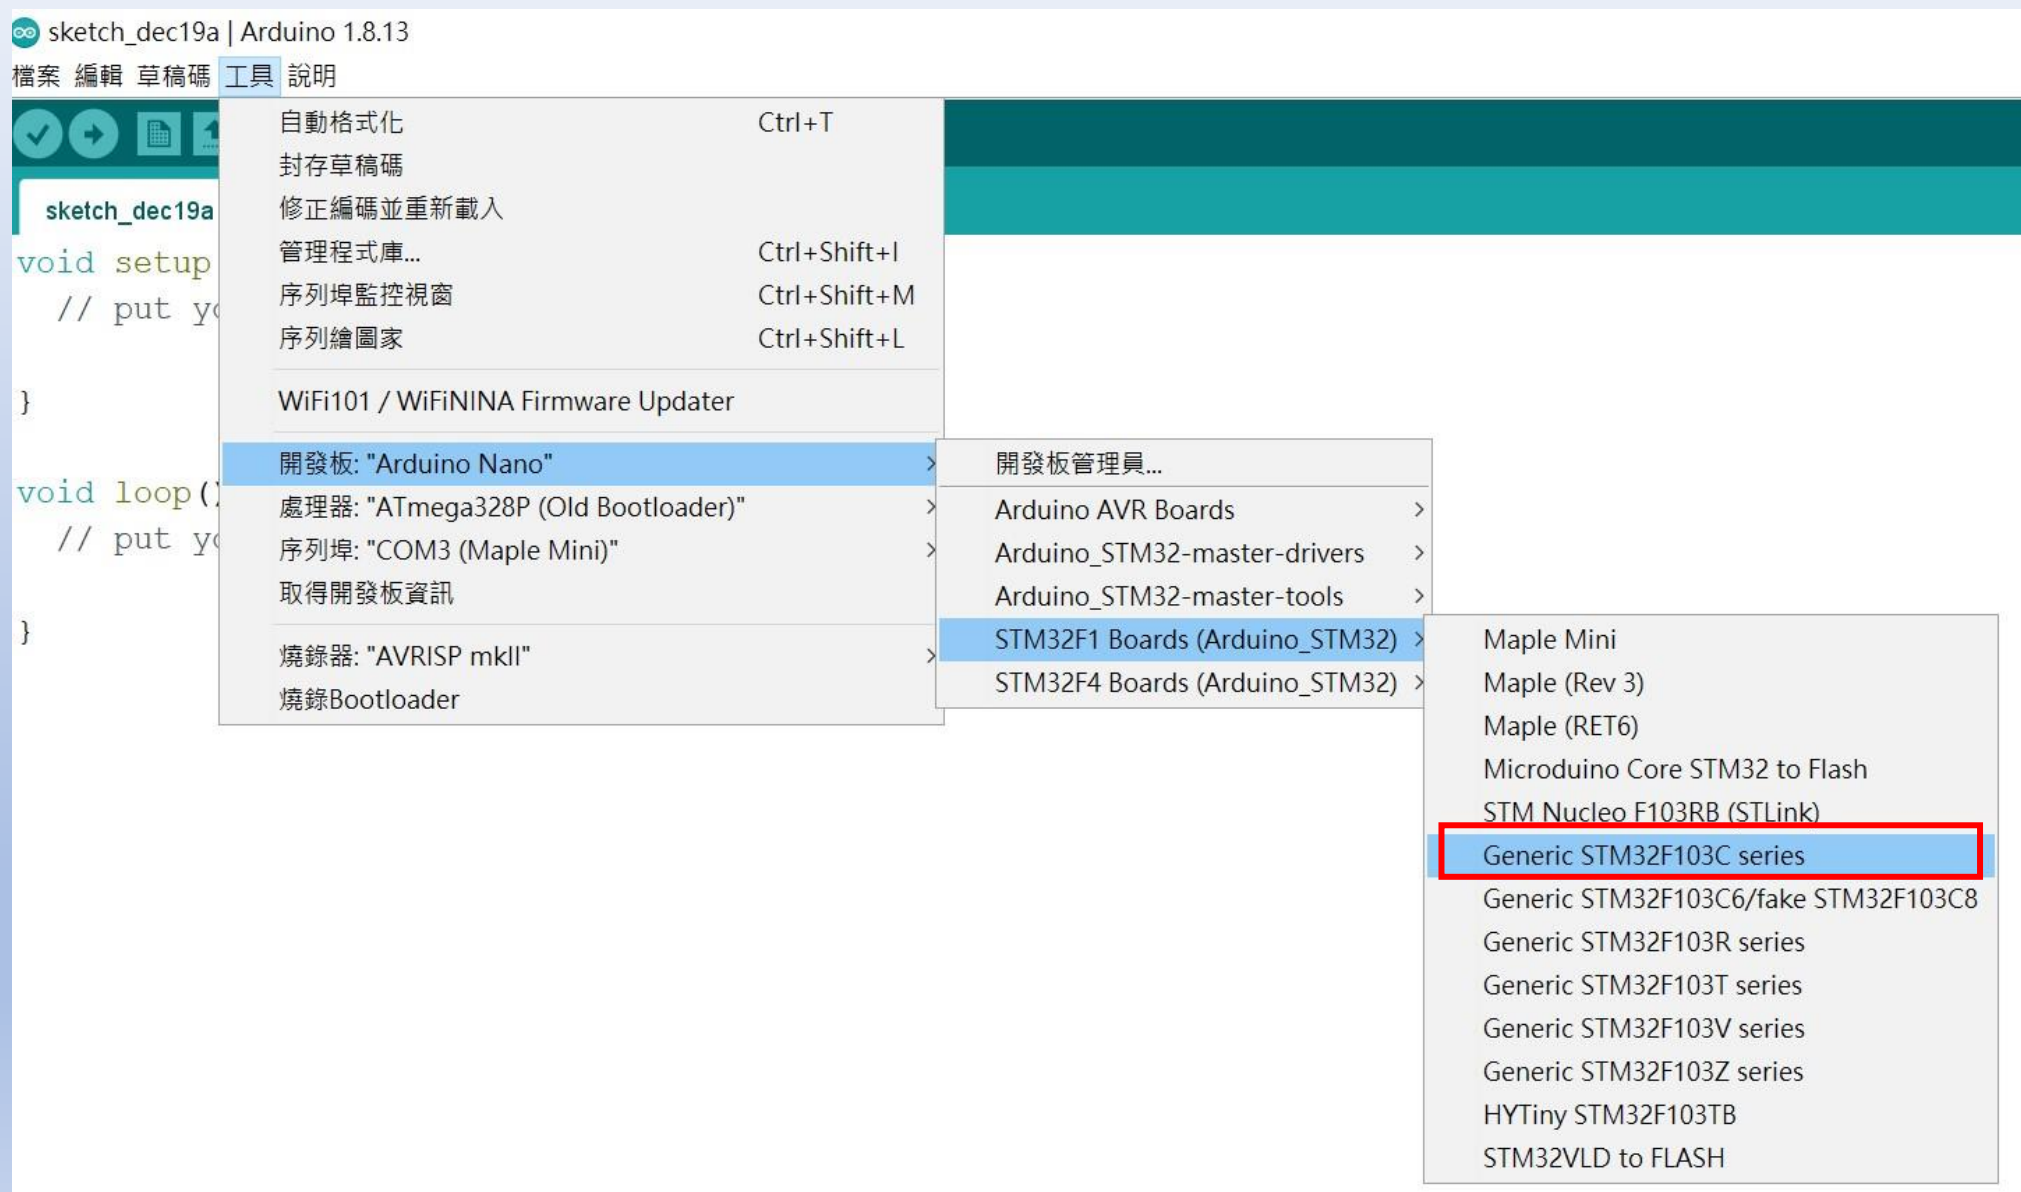 sketch_dec19a | Arduino 1.8.13
檔案 編輯 草稿碼 工具 說明
自動格式化 Ctrl+T
封存草稿碼
sketch_dec19a
修正編碼並重新載入
void setup
管理程式庫... Ctrl+Shift+I
// put yo
序列埠監控視窗 Ctrl+Shift+M
序列繪圖家 Ctrl+Shift+L
}
WiFi101 / WiFiNINA Firmware Updater
開發板: "Arduino Nano" >
void loop()
處理器: "ATmega328P (Old Bootloader)" >
// put yo
序列埠: "COM3 (Maple Mini)" >
取得開發板資訊
}
燒錄器: "AVRISP mkII" >
燒錄Bootloader
開發板管理員...
Arduino AVR Boards >
Arduino_STM32-master-drivers >
Arduino_STM32-master-tools >
STM32F1 Boards (Arduino_STM32) >
STM32F4 Boards (Arduino_STM32) >
Maple Mini
Maple (Rev 3)
Maple (RET6)
Microduino Core STM32 to Flash
STM Nucleo F103RB (STLink)
Generic STM32F103C series
Generic STM32F103C6/fake STM32F103C8
Generic STM32F103R series
Generic STM32F103T series
Generic STM32F103V series
Generic STM32F103Z series
HYTiny STM32F103TB
STM32VLD to FLASH